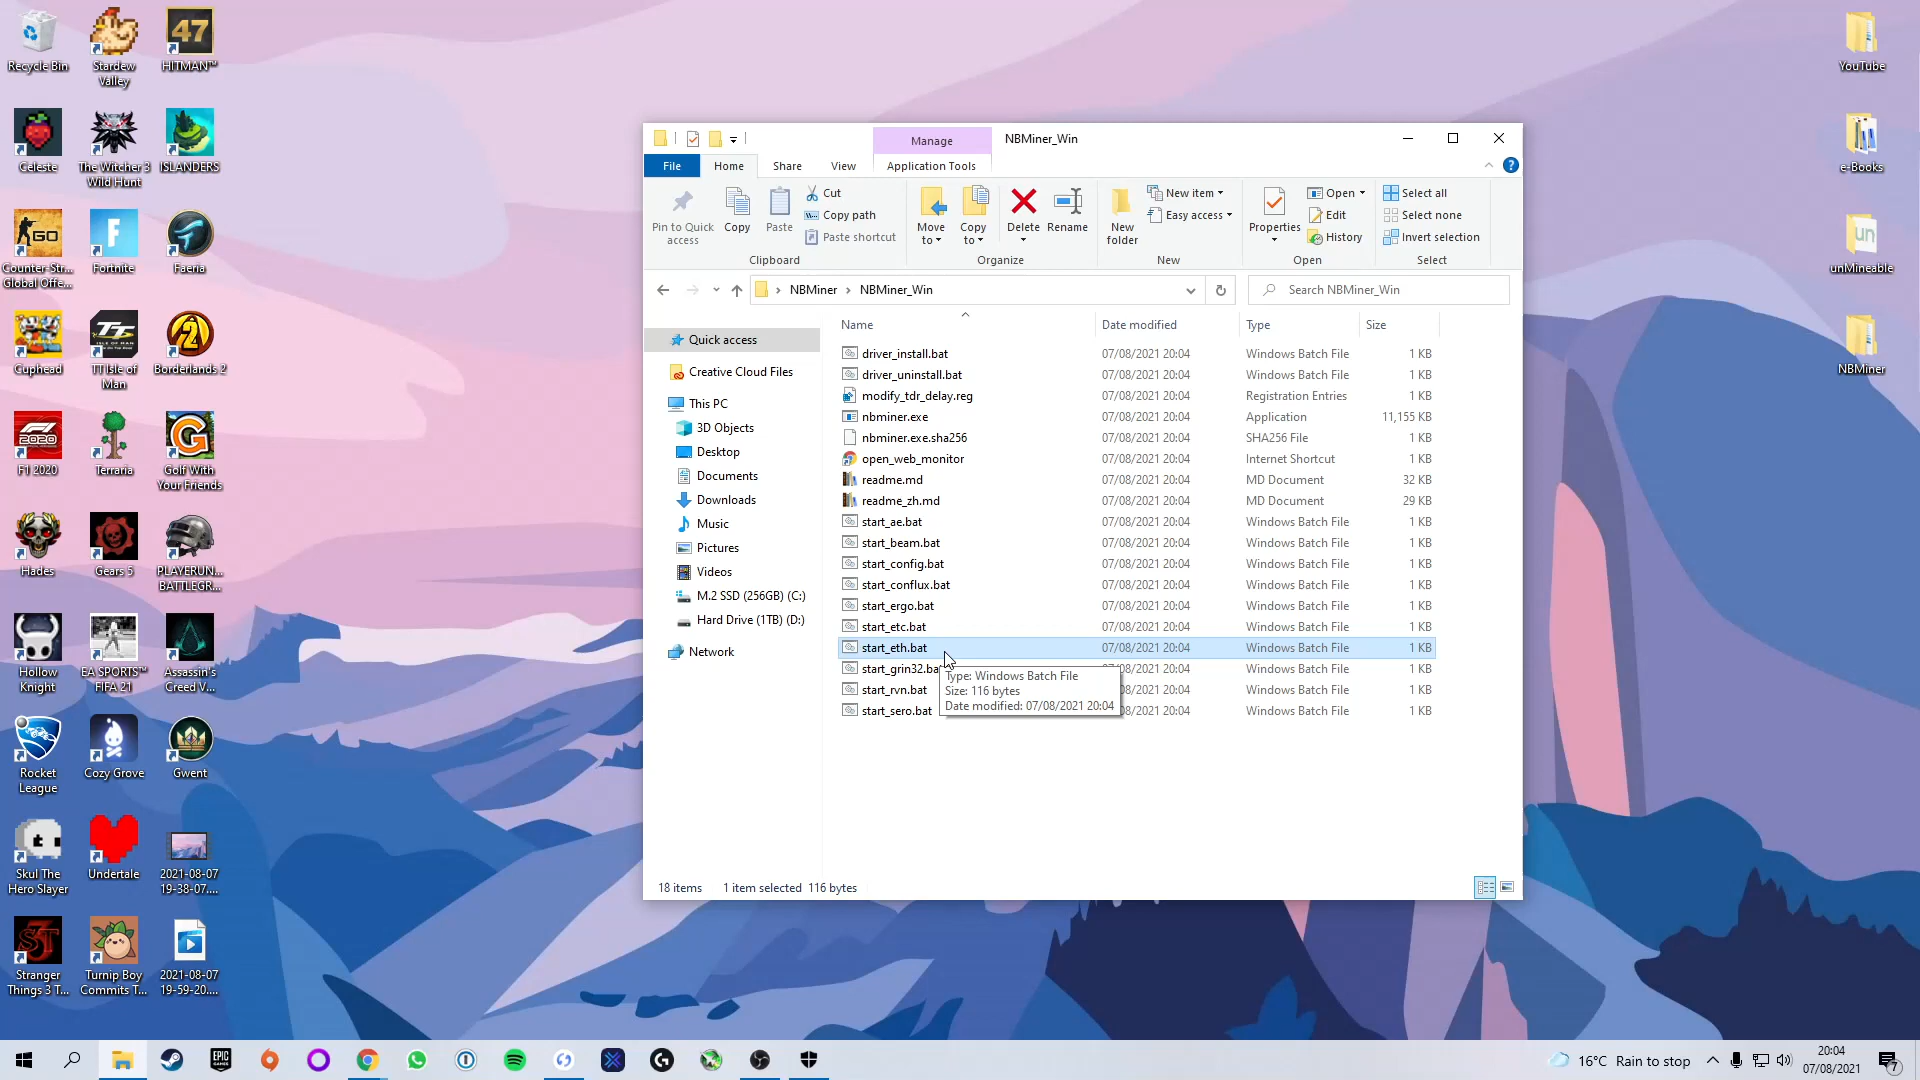 Recycle Bin
Stardew
Valley
HITMAN™
Celeste
The Witcher 3
Wild Hunt
ISLANDERS
Counter-Str...
Global Offe...
Fortnite
Faeria
Cuphead
TT Isle of
Man
Borderlands 2
F1 2020
Terraria
Golf With
Your Friends
Hades
Gears 5
PLAYERUN...
BATTLEGR...
Hollow
Knight
EA SPORTS™
FIFA 21
Assassin's
Creed V...
Rocket
League
Cozy Grove
Gwent
Skul The
Hero Slayer
Undertale
2021-08-07
19-38-07....
Stranger
Things 3 T...
Turnip Boy
Commits T...
2021-08-07
19-59-20....
YouTube
e-Books
unMineable
NBMiner
Manage
NBMiner_Win
File
Home
Share
View
Application Tools
Pin to Quick
access
Copy
Paste
Cut
Copy path
Paste shortcut
Clipboard
Move
to
Copy
to
Delete
Rename
Organize
New
folder
New item
Easy access
New
Properties
Open
Edit
History
Open
Select all
Select none
Invert selection
Select
NBMiner
NBMiner_Win
Search NBMiner_Win
Quick access
Creative Cloud Files
This PC
3D Objects
Desktop
Documents
Downloads
Music
Pictures
Videos
M.2 SSD (256GB) (C:)
Hard Drive (1TB) (D:)
Network
Name Date modified Type Size
driver_install.bat 07/08/2021 20:04 Windows Batch File 1 KB
driver_uninstall.bat 07/08/2021 20:04 Windows Batch File 1 KB
modify_tdr_delay.reg 07/08/2021 20:04 Registration Entries 1 KB
nbminer.exe 07/08/2021 20:04 Application 11,155 KB
nbminer.exe.sha256 07/08/2021 20:04 SHA256 File 1 KB
open_web_monitor 07/08/2021 20:04 Internet Shortcut 1 KB
readme.md 07/08/2021 20:04 MD Document 32 KB
readme_zh.md 07/08/2021 20:04 MD Document 29 KB
start_ae.bat 07/08/2021 20:04 Windows Batch File 1 KB
start_beam.bat 07/08/2021 20:04 Windows Batch File 1 KB
start_config.bat 07/08/2021 20:04 Windows Batch File 1 KB
start_conflux.bat 07/08/2021 20:04 Windows Batch File 1 KB
start_ergo.bat 07/08/2021 20:04 Windows Batch File 1 KB
start_etc.bat 07/08/2021 20:04 Windows Batch File 1 KB
start_eth.bat 07/08/2021 20:04 Windows Batch File 1 KB
start_grin32.ba 08/2021 20:04 Windows Batch File 1 KB
start_rvn.bat 08/2021 20:04 Windows Batch File 1 KB
start_sero.bat 08/2021 20:04 Windows Batch File 1 KB
Type: Windows Batch File
Size: 116 bytes
Date modified: 07/08/2021 20:04
18 items 1 item selected 116 bytes
16°C Rain to stop
20:04
07/08/2021
7